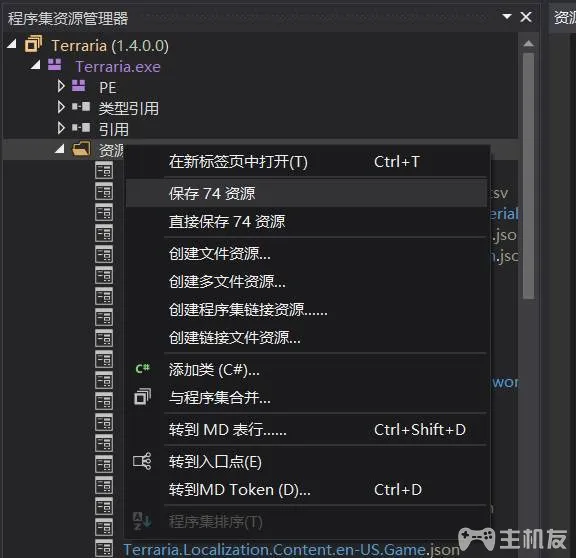 程序集资源管理器
资源
Terraria (1.4.0.0)
Terraria.exe
PE
类型引用
引用
资源
在新标签页中打开(T) Ctrl+T
保存 74 资源
直接保存 74 资源
创建文件资源...
创建多文件资源...
创建程序集链接资源......
创建链接文件资源...
C# 添加类 (C#)...
与程序集合并...
转到 MD 表行...... Ctrl+Shift+D
转到入口点(E)
转到MD Token (D)... Ctrl+D
程序集排序(T)
tsv
erial
.json
n.json
wor
Terraria.Localization.Content.en-US.Game.json
主机友